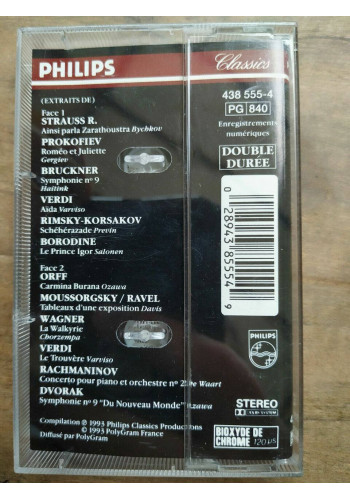 PHILIPS
(EXTRAITS DE)
Face 1
STRAUSS R.
Ainsi parla Zarathoustra Bychkov
PROKOFIEV
Roméo et Juliette
Gergiev
BRUCKNER
Symphonie nº 9
Haitink
VERDI
Aïda Varviso
RIMSKY-KORSAKOV
Schéhérazade Previn
BORODINE
Le Prince Igor Salonen
Face 2
ORFF
Carmina Burana Ozawa
MOUSSORGSKY / RAVEL
Tableaux d'une exposition Davis
WAGNER
La Walkyrie
Chorzempa
VERDI
Le Trouvère Varviso
RACHMANINOV
Concerto pour piano et orchestre nº 2 De Waart
DVORAK
Symphonie nº 9 "Du Nouveau Monde" Ozawa
Compilation ℗ 1993 Philips Classics Productions
© 1993 PolyGram France
Diffusé par PolyGram
Classics
438 555-4
PG 840
Enregistrements
numériques
DOUBLE
DURÉE
0 28943 85554 9
PHILIPS
STEREO
BIOXYDE DE
CHROME 120 µs